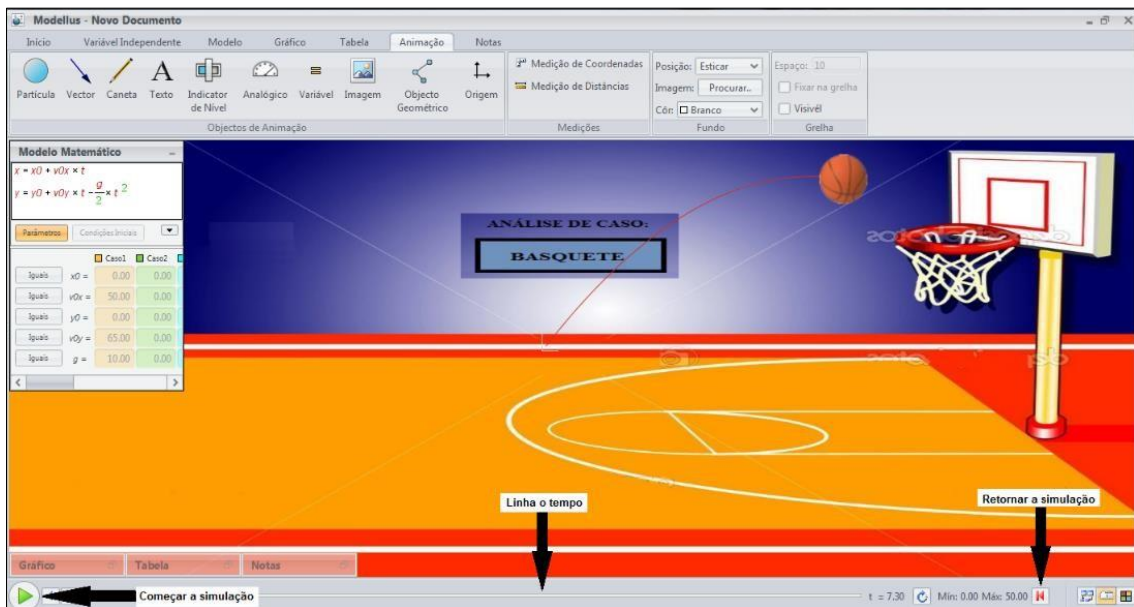 Modellus - Novo Documento
Início Variável Independente Modelo Gráfico Tabela Animação Notas
Partícula Vector Caneta Texto Indicator de Nível Analógico Variável Imagem Objecto Geométrico Origem
Objectos de Animação
Medição de Coordenadas
Medição de Distâncias
Medições
Posição: Esticar
Imagem: Procurar..
Côr: Branco
Fundo
Espaço: 10
Fixar na grelha
Visivél
Grelha
Modelo Matemático
x = x0 + v0x × t
y = y0 + v0y × t - g/2 × t 2
Parâmetros Condições Iniciais
Caso1 Caso2
Iguais x0 = 0.00 0.00
Iguais v0x = 50.00 0.00
Iguais y0 = 0.00 0.00
Iguais v0y = 65.00 0.00
Iguais g = 10.00 0.00
ANÁLISE DE CASO:
BASQUETE
Linha o tempo
Retornar a simulação
Gráfico Tabela Notas
Começar a simulação
t = 7.30 Min: 0.00 Máx: 50.00